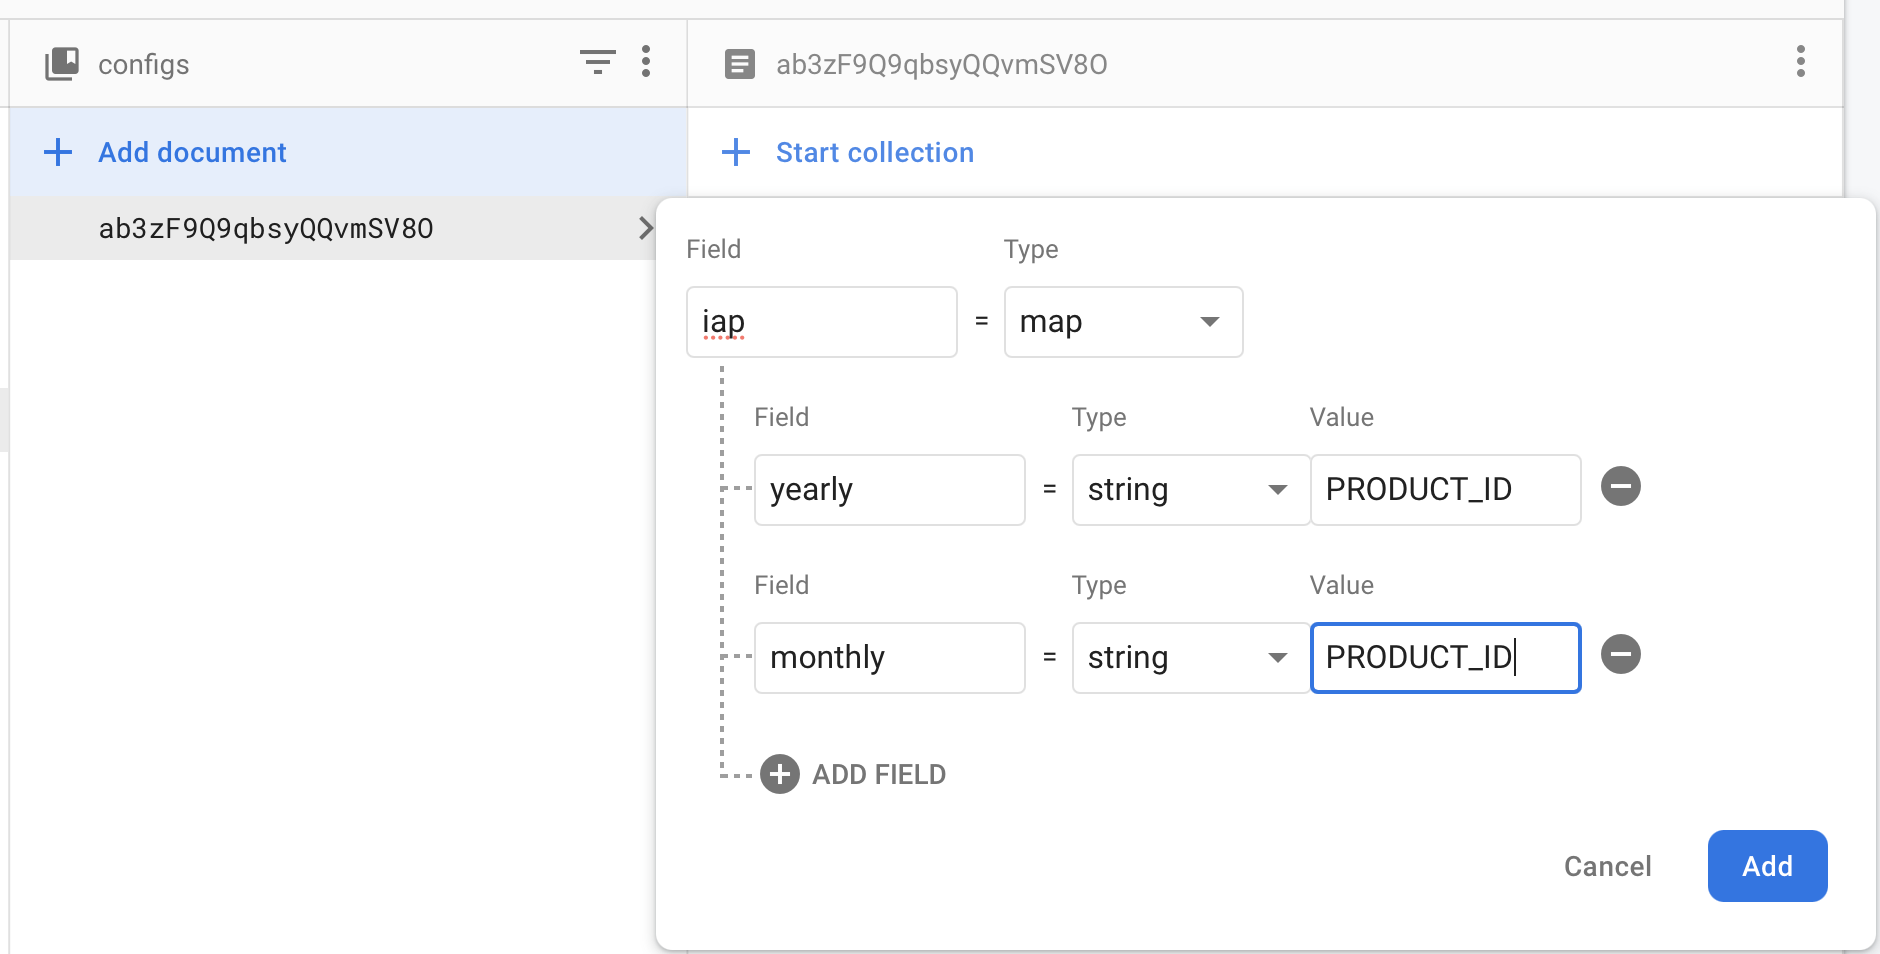 configs
ab3zF9Q9qbsyQQvmSV8O
Add document
Start collection
ab3zF9Q9qbsyQQvmSV8O
Field Type
iap = map
Field Type Value
yearly = string PRODUCT_ID
Field Type Value
monthly = string PRODUCT_ID
ADD FIELD
Cancel Add